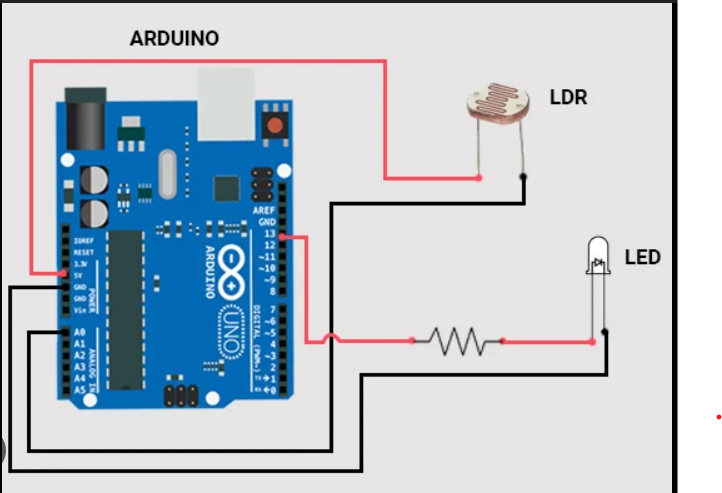 ARDUINO
LDR
AREF
GND
13
12
~11
~10
~9
8
IOREF
RESET
3.3V
5V
GND
GND
Vin
POWER
ARDUINO
UNO
LED
7
~6
~5
4
~3
2
TX→1
RX←0
DIGITAL (PWM~)
A0
A1
A2
A3
A4
A5
ANALOG IN